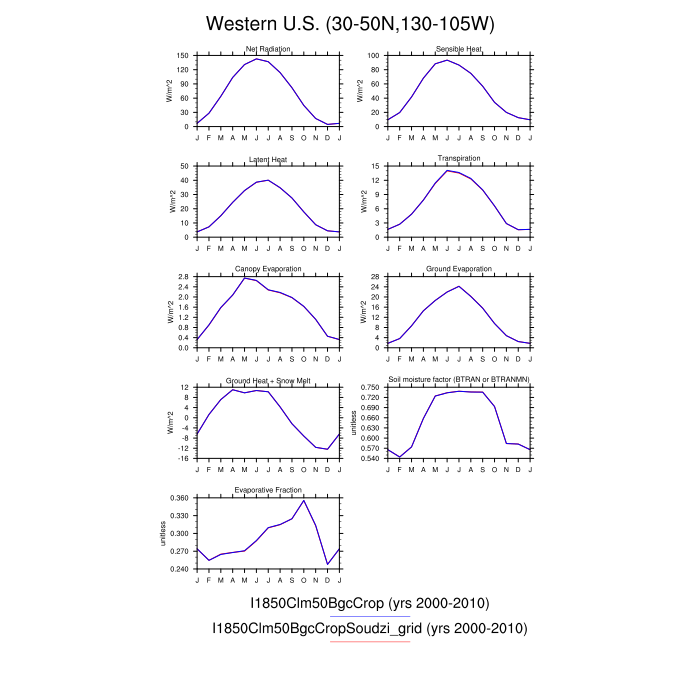 Western U.S. (30-50N,130-105W)
Net Radiation
W/m^2
150
120
90
60
30
0
J F M A M J J A S O N D J
Sensible Heat
W/m^2
100
80
60
40
20
0
J F M A M J J A S O N D J
Latent Heat
W/m^2
50
40
30
20
10
0
J F M A M J J A S O N D J
Transpiration
W/m^2
15
12
9
6
3
0
J F M A M J J A S O N D J
Canopy Evaporation
W/m^2
2.8
2.4
2.0
1.6
1.2
0.8
0.4
0.0
J F M A M J J A S O N D J
Ground Evaporation
W/m^2
28
24
20
16
12
8
4
0
J F M A M J J A S O N D J
Ground Heat + Snow Melt
W/m^2
12
8
4
0
-4
-8
-12
-16
J F M A M J J A S O N D J
Soil moisture factor (BTRAN or BTRANMN)
unitless
0.750
0.720
0.690
0.660
0.630
0.600
0.570
0.540
J F M A M J J A S O N D J
Evaporative Fraction
unitless
0.360
0.330
0.300
0.270
0.240
J F M A M J J A S O N D J
I1850Clm50BgcCrop (yrs 2000-2010)
I1850Clm50BgcCropSoudzi_grid (yrs 2000-2010)